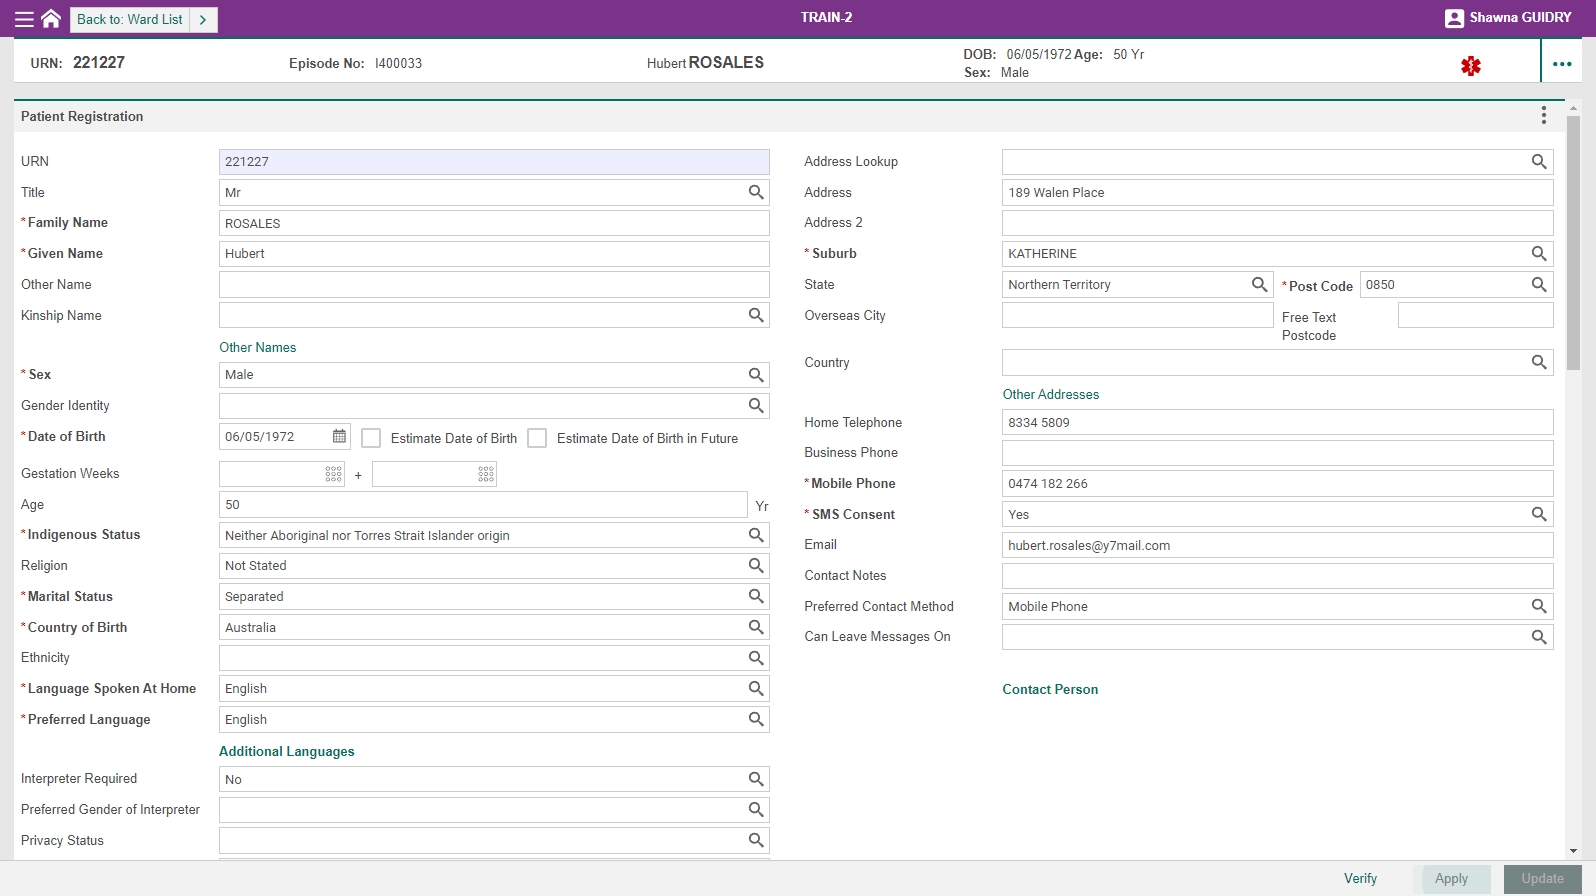 Back to: Ward List
TRAIN-2
Shawna GUIDRY
URN: 221227
Episode No: I400033
Hubert ROSALES
DOB: 06/05/1972 Age: 50 Yr
Sex: Male
Patient Registration
URN 221227
Title Mr
*Family Name ROSALES
*Given Name Hubert
Other Name
Kinship Name
Other Names
*Sex Male
Gender Identity
*Date of Birth 06/05/1972 Estimate Date of Birth Estimate Date of Birth in Future
Gestation Weeks +
Age 50 Yr
*Indigenous Status Neither Aboriginal nor Torres Strait Islander origin
Religion Not Stated
*Marital Status Separated
*Country of Birth Australia
Ethnicity
*Language Spoken At Home English
*Preferred Language English
Additional Languages
Interpreter Required No
Preferred Gender of Interpreter
Privacy Status
Address Lookup
Address 189 Walen Place
Address 2
*Suburb KATHERINE
State Northern Territory *Post Code 0850
Overseas City Free Text
Postcode
Country
Other Addresses
Home Telephone 8334 5809
Business Phone
*Mobile Phone 0474 182 266
*SMS Consent Yes
Email hubert.rosales@y7mail.com
Contact Notes
Preferred Contact Method Mobile Phone
Can Leave Messages On
Contact Person
Verify Apply Update